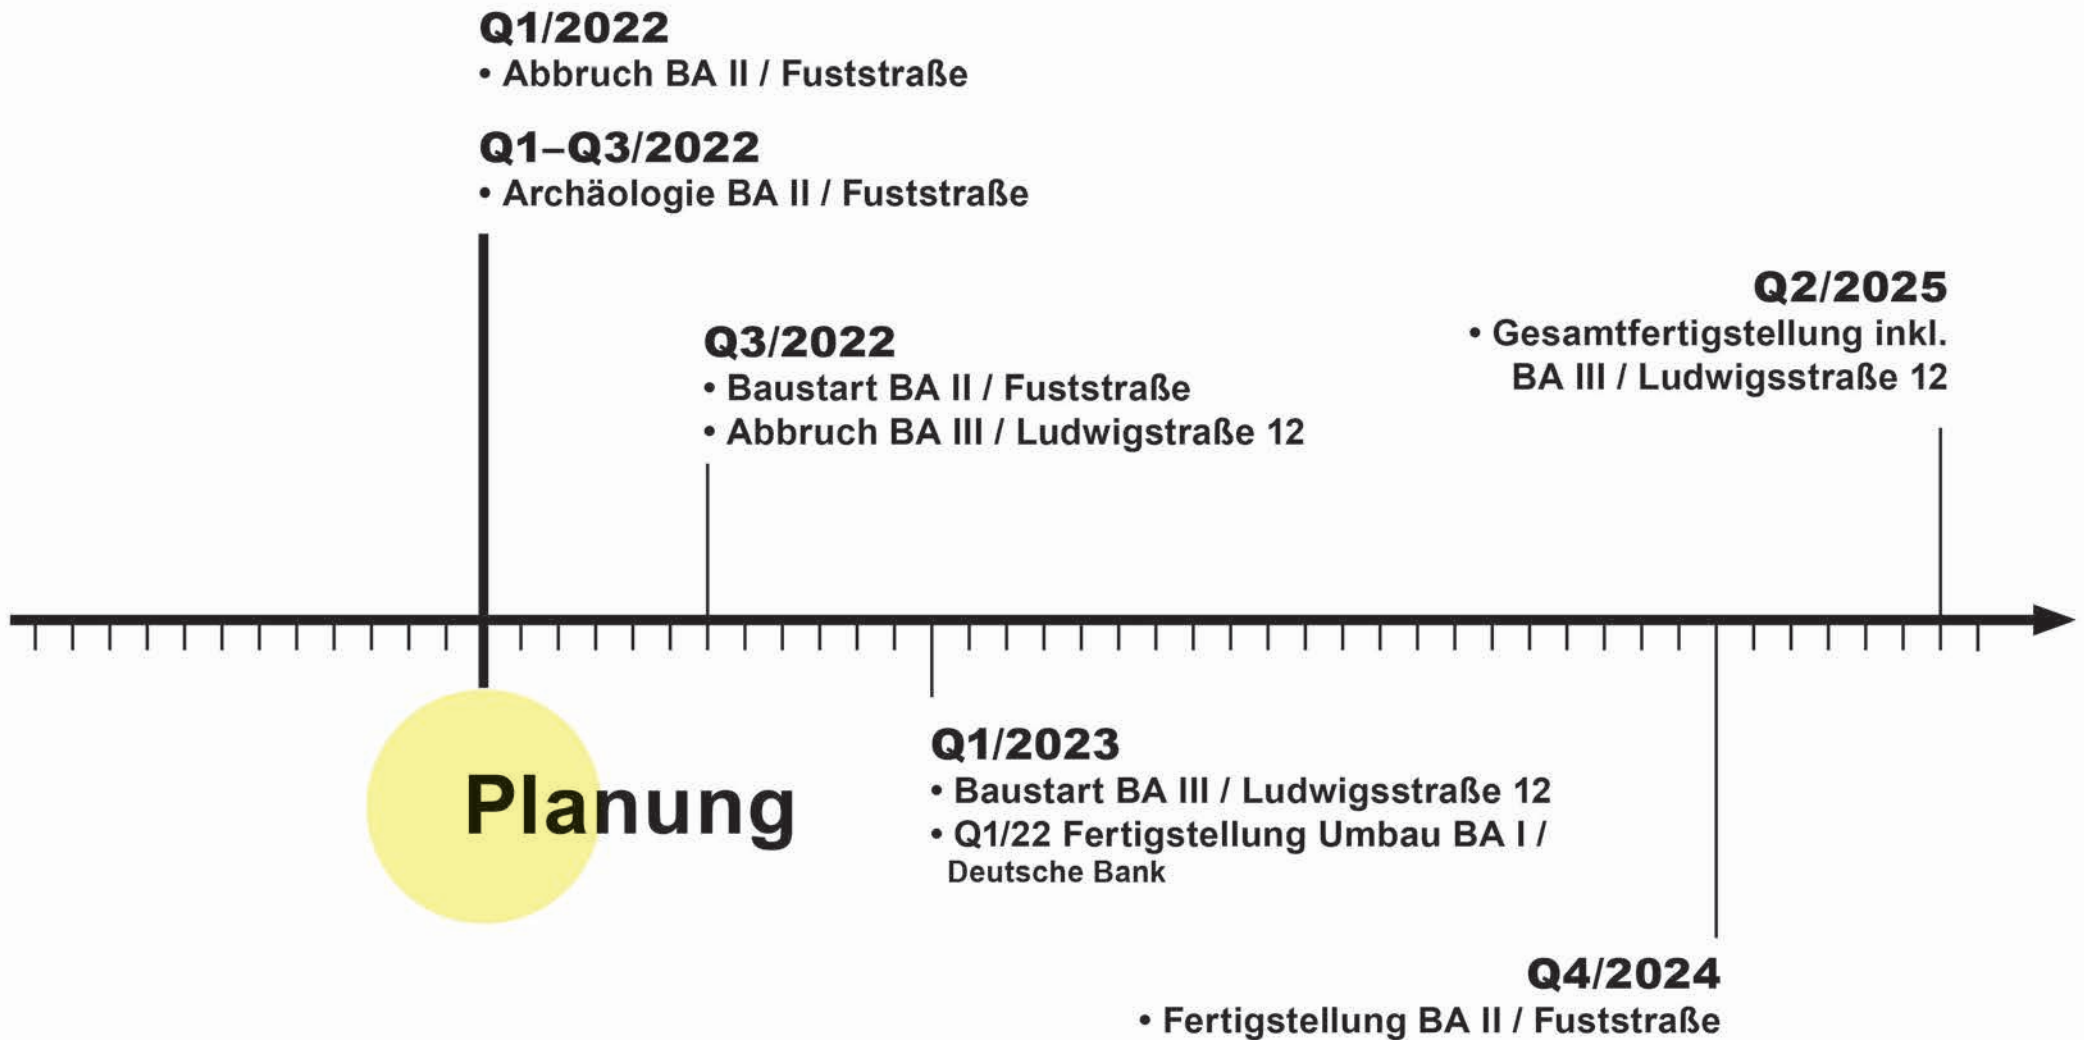 Q1/2022
• Abbruch BA II / Fuststraße
Q1–Q3/2022
• Archäologie BA II / Fuststraße
Q3/2022
• Baustart BA II / Fuststraße
• Abbruch BA III / Ludwigstraße 12
Q2/2025
• Gesamtfertigstellung inkl.
BA III / Ludwigsstraße 12
Planung
Q1/2023
• Baustart BA III / Ludwigsstraße 12
• Q1/22 Fertigstellung Umbau BA I /
Deutsche Bank
Q4/2024
• Fertigstellung BA II / Fuststraße